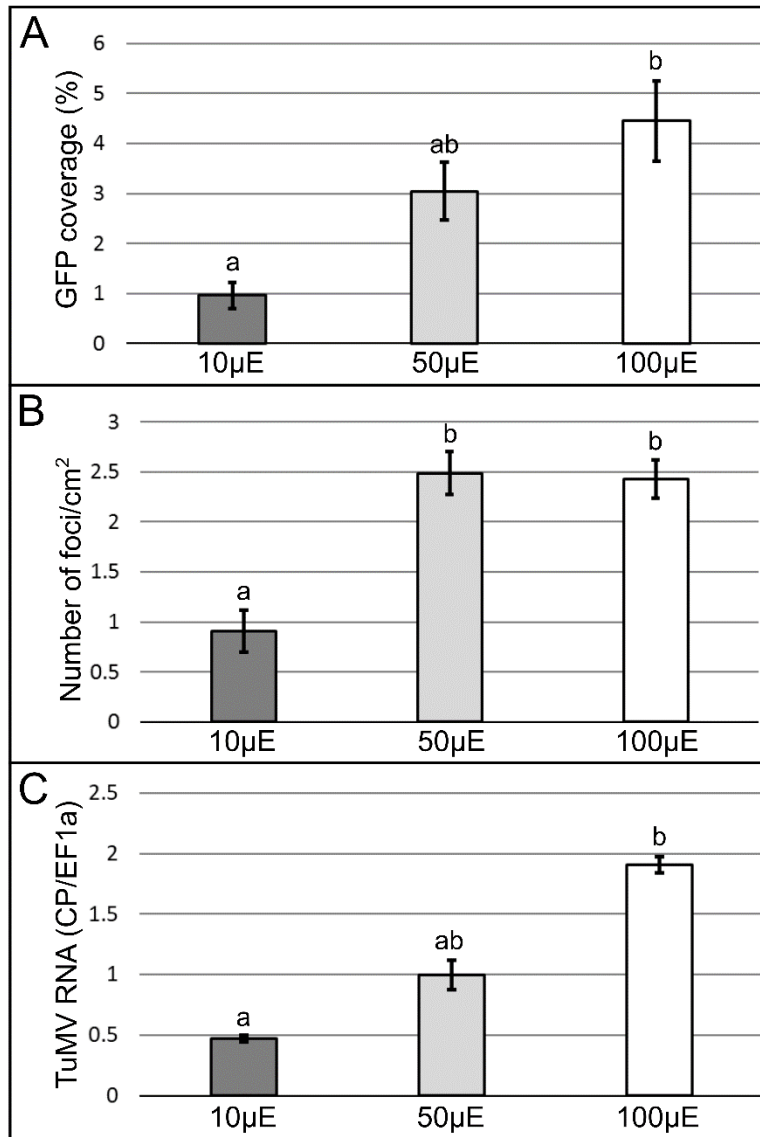 A
GFP coverage (%)
6
5
4
3
2
1
0
a
ab
b
10µE
50µE
100µE
B
Number of foci/cm²
3
2.5
2
1.5
1
0.5
0
a
b
b
10µE
50µE
100µE
C
TuMV RNA (CP/EF1a)
2.5
2
1.5
1
0.5
0
a
ab
b
10µE
50µE
100µE